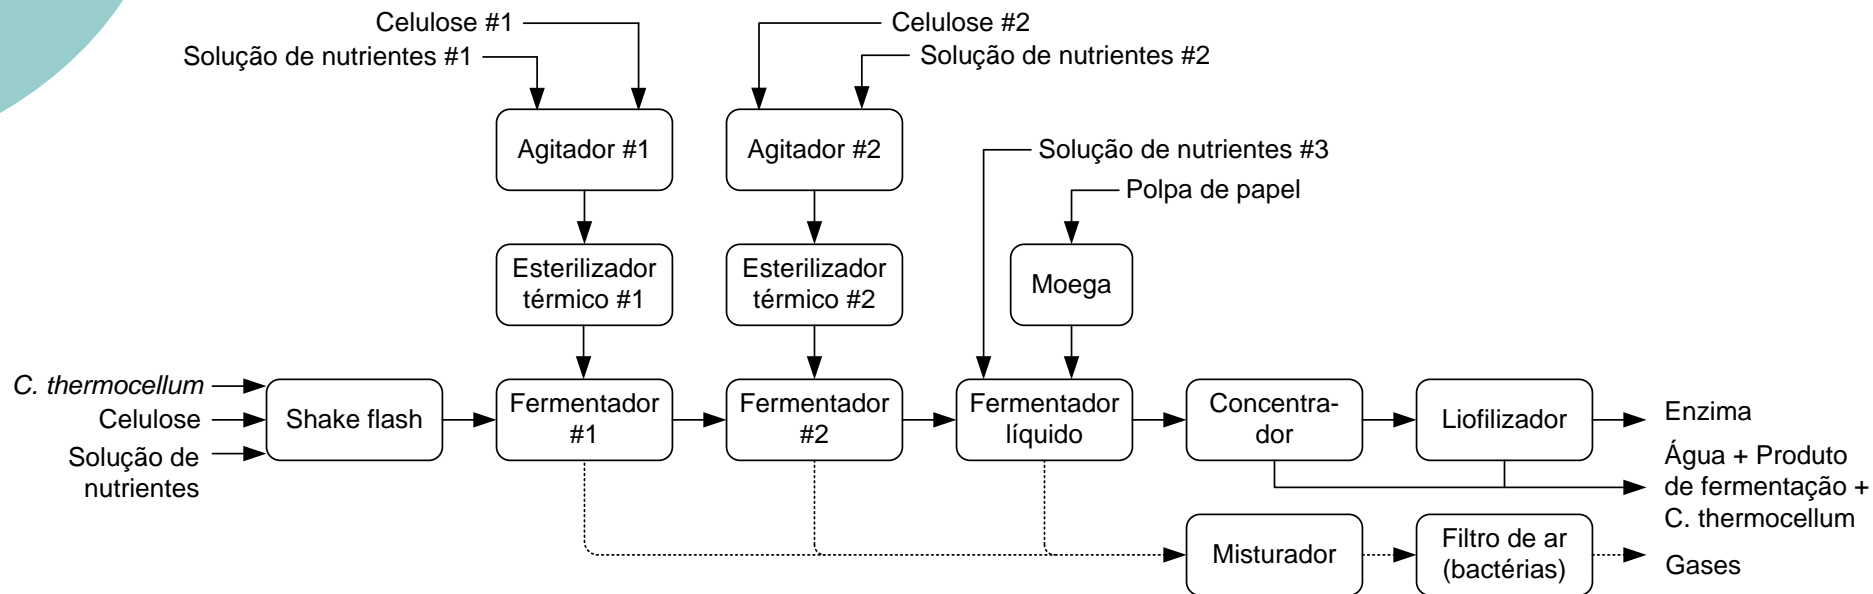 Celulose #1
Celulose #2
Solução de nutrientes #1
Solução de nutrientes #2
Agitador #1
Agitador #2
Solução de nutrientes #3
Polpa de papel
Esterilizador
térmico #1
Esterilizador
térmico #2
Moega
C. thermocellum
Celulose
Solução de
nutrientes
Shake flash
Fermentador
#1
Fermentador
#2
Fermentador
líquido
Concentra-
dor
Liofilizador
Enzima
Água + Produto
de fermentação +
C. thermocellum
Misturador
Filtro de ar
(bactérias)
Gases